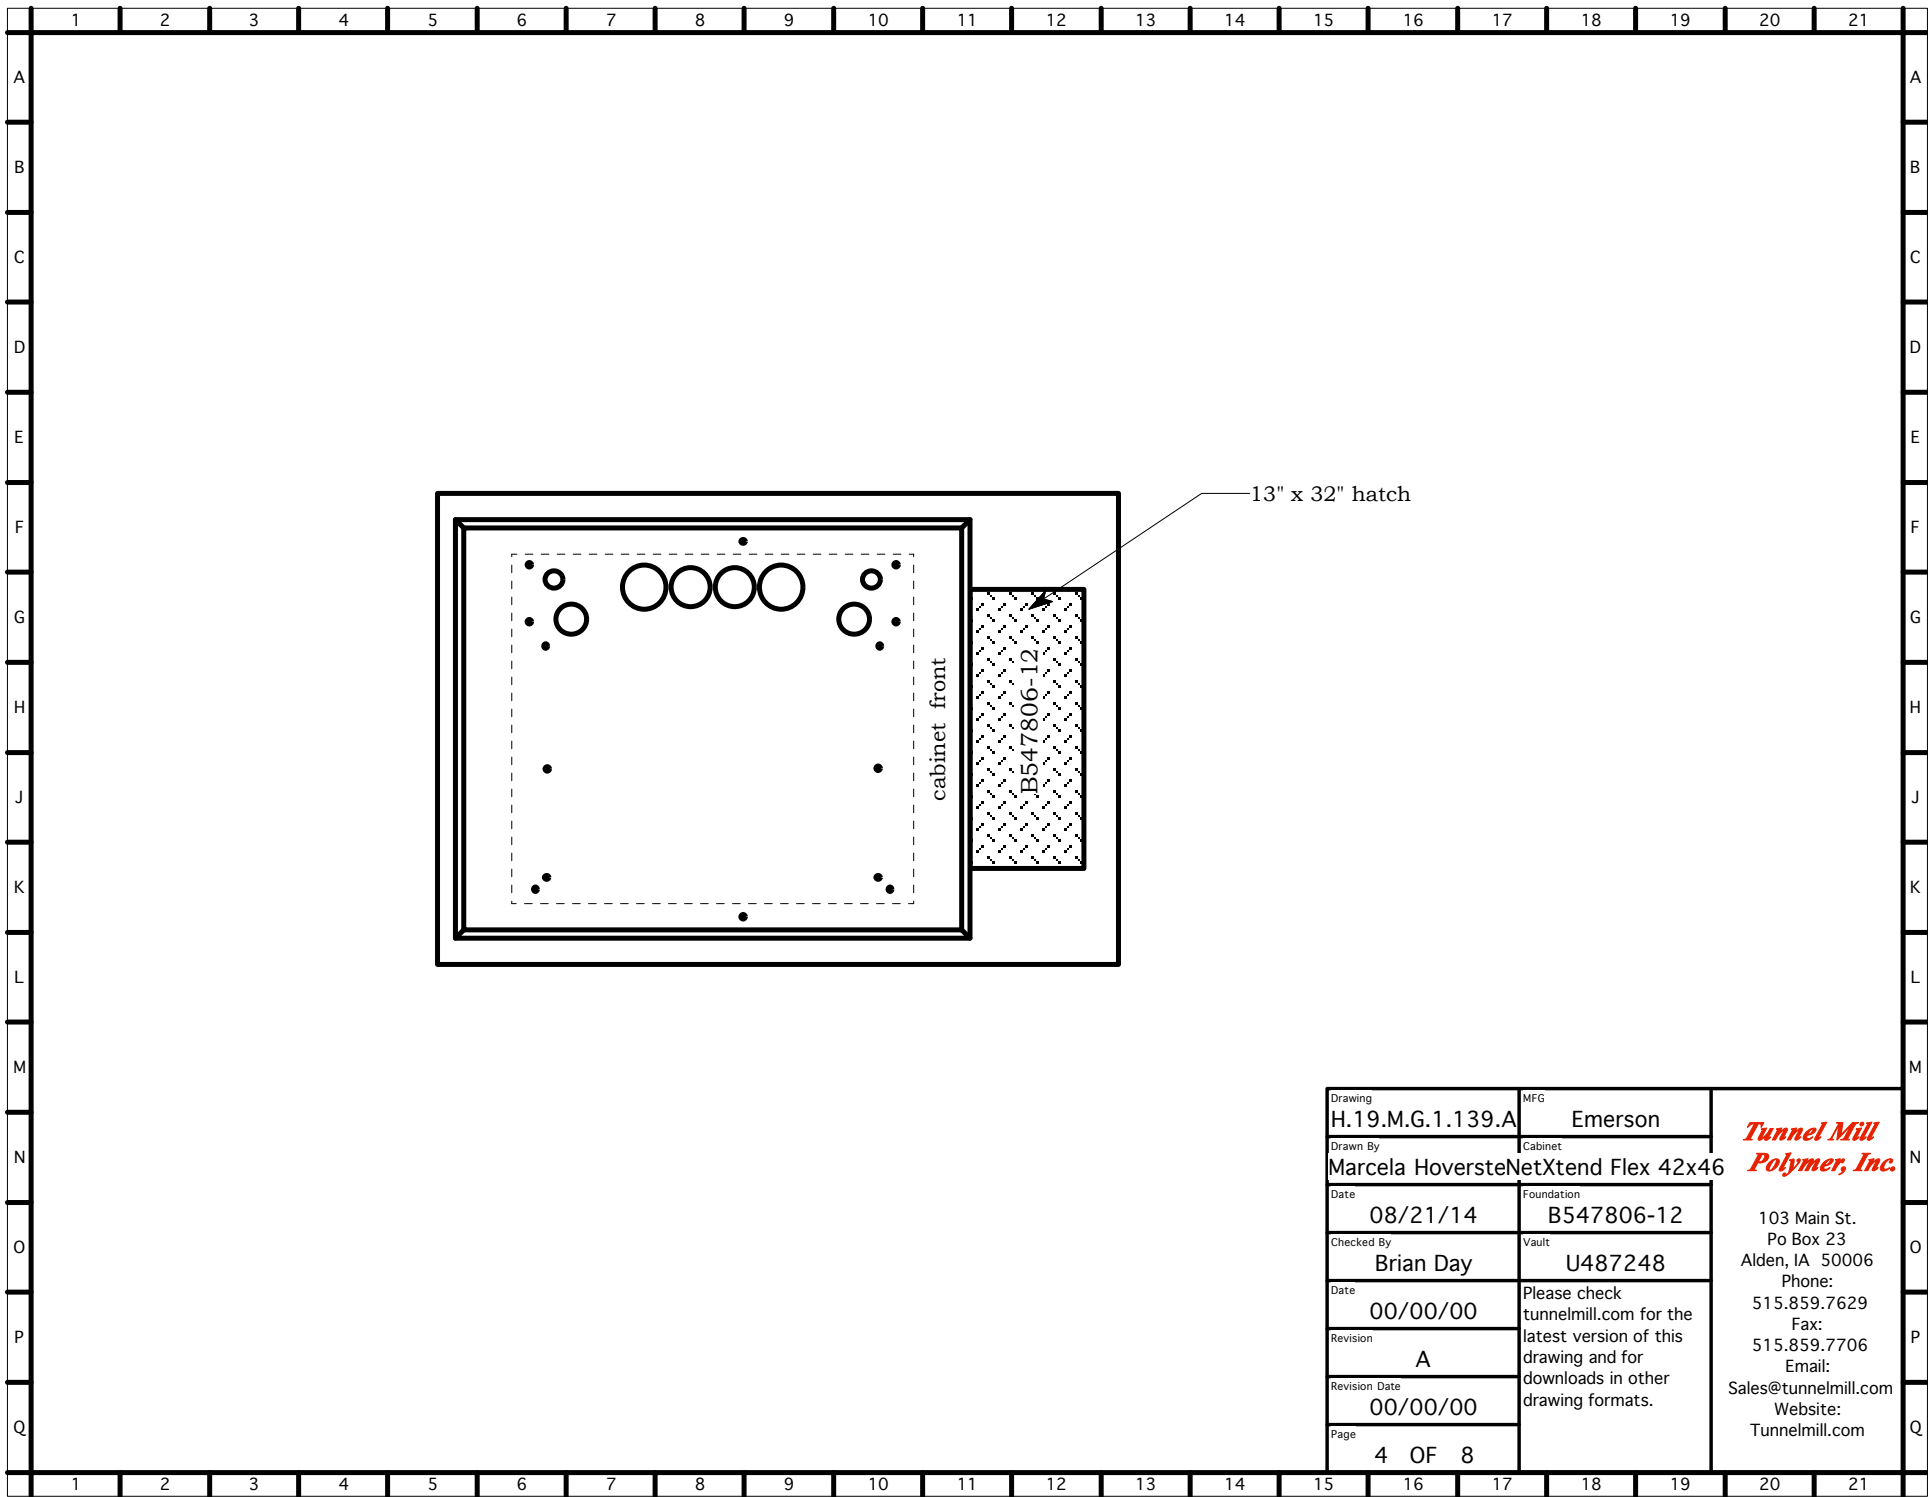 1 2 3 4 5 6 7 8 9 10 11 12 13 14 15 16 17 18 19 20 21
A A
B B
C C
D D
E E
F F
G G
H H
J J
K K
L L
M M
N N
O O
P P
Q Q
13" x 32" hatch
cabinet front
B547806-12
Drawing
H.19.M.G.1.139.A
MFG
Emerson
Drawn By
Marcela Hoverste
Cabinet
NetXtend Flex 42x46
Date
08/21/14
Foundation
B547806-12
Checked By
Brian Day
Vault
U487248
Date
00/00/00
Revision
A
Revision Date
00/00/00
Page
4 OF 8
Please check
tunnelmill.com for the
latest version of this
drawing and for
downloads in other
drawing formats.
Tunnel Mill
Polymer, Inc.
103 Main St.
Po Box 23
Alden, IA 50006
Phone:
515.859.7629
Fax:
515.859.7706
Email:
Sales@tunnelmill.com
Website:
Tunnelmill.com
1 2 3 4 5 6 7 8 9 10 11 12 13 14 15 16 17 18 19 20 21